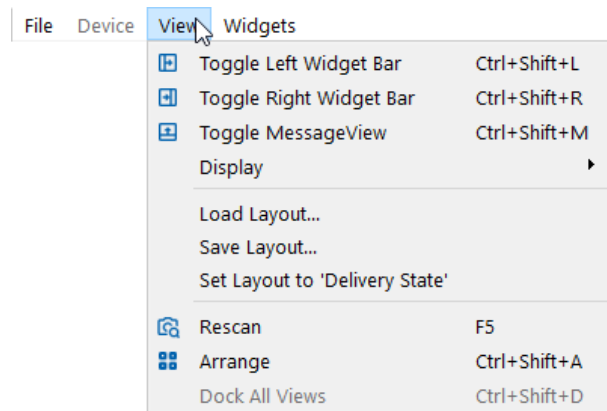 File Device View Widgets
Toggle Left Widget Bar Ctrl+Shift+L
Toggle Right Widget Bar Ctrl+Shift+R
Toggle MessageView Ctrl+Shift+M
Display
Load Layout...
Save Layout...
Set Layout to 'Delivery State'
Rescan F5
Arrange Ctrl+Shift+A
Dock All Views Ctrl+Shift+D